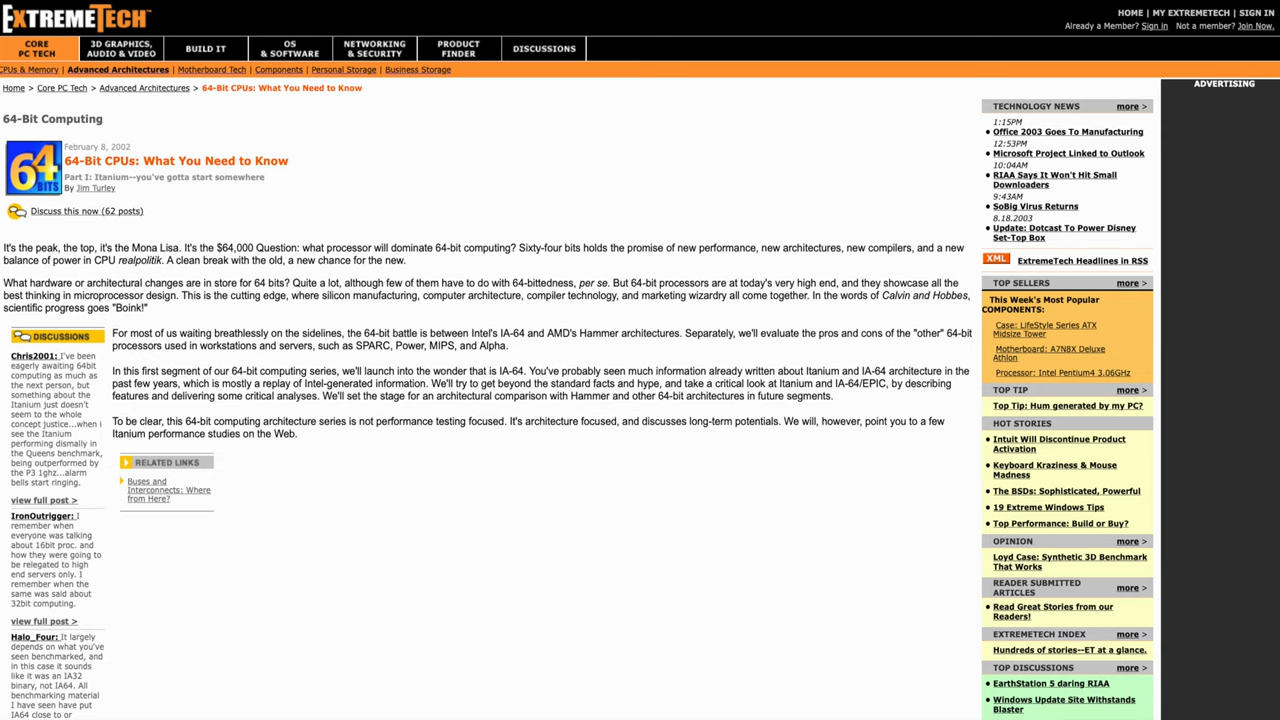 EXTREMETECH
HOME | MY EXTREMETECH | SIGN IN
Already a Member? Sign in Not a member? Join Now.
CORE
PC TECH
3D GRAPHICS,
AUDIO & VIDEO
BUILD IT
OS
& SOFTWARE
NETWORKING
& SECURITY
PRODUCT
FINDER
DISCUSSIONS
CPUs & Memory | Advanced Architectures | Motherboard Tech | Components | Personal Storage | Business Storage
Home > Core PC Tech > Advanced Architectures > 64-Bit CPUs: What You Need to Know
64-Bit Computing
64
BITS
February 8, 2002
64-Bit CPUs: What You Need to Know
Part I: Itanium--you've gotta start somewhere
By Jim Turley
Discuss this now (62 posts)
It's the peak, the top, it's the Mona Lisa. It's the $64,000 Question: what processor will dominate 64-bit computing? Sixty-four bits holds the promise of new performance, new architectures, new compilers, and a new
balance of power in CPU realpolitik. A clean break with the old, a new chance for the new.
What hardware or architectural changes are in store for 64 bits? Quite a lot, although few of them have to do with 64-bittedness, per se. But 64-bit processors are at today's very high end, and they showcase all the
best thinking in microprocessor design. This is the cutting edge, where silicon manufacturing, computer architecture, compiler technology, and marketing wizardry all come together. In the words of Calvin and Hobbes,
scientific progress goes "Boink!"
DISCUSSIONS
Chris2001: I've been
eagerly awaiting 64bit
computing as much as
the next person, but
something about the
Itanium just doesn't
seem to the whole
concept justice...when i
see the Itanium
performing dismally in
the Queens benchmark,
being outperformed by
the P3 1ghz...alarm
bells start ringing.
view full post >
IronOutrigger: I
remember when
everyone was talking
about 16bit proc. and
how they were going to
be relegated to high
end servers only. I
remember when the
same was said about
32bit computing.
view full post >
Halo_Four: It largely
depends on what you've
seen benchmarked, and
in this case it sounds
like it was an IA32
binary, not IA64. All
benchmarking material
I have seen have put
IA64 close to or
For most of us waiting breathlessly on the sidelines, the 64-bit battle is between Intel's IA-64 and AMD's Hammer architectures. Separately, we'll evaluate the pros and cons of the "other" 64-bit
processors used in workstations and servers, such as SPARC, Power, MIPS, and Alpha.
In this first segment of our 64-bit computing series, we'll launch into the wonder that is IA-64. You've probably seen much information already written about Itanium and IA-64 architecture in the
past few years, which is mostly a replay of Intel-generated information. We'll try to get beyond the standard facts and hype, and take a critical look at Itanium and IA-64/EPIC, by describing
features and delivering some critical analyses. We'll set the stage for an architectural comparison with Hammer and other 64-bit architectures in future segments.
To be clear, this 64-bit computing architecture series is not performance testing focused. It's architecture focused, and discusses long-term potentials. We will, however, point you to a few
Itanium performance studies on the Web.
RELATED LINKS
Buses and
Interconnects: Where
from Here?
TECHNOLOGY NEWS more >
1:15PM
Office 2003 Goes To Manufacturing
12:53PM
Microsoft Project Linked to Outlook
10:04AM
RIAA Says It Won't Hit Small
Downloaders
9:43AM
SoBig Virus Returns
8.18.2003
Update: Dotcast To Power Disney
Set-Top Box
XML ExtremeTech Headlines in RSS
TOP SELLERS more >
This Week's Most Popular
COMPONENTS:
Case: LifeStyle Series ATX
Midsize Tower
Motherboard: A7N8X Deluxe
Athlon
Processor: Intel Pentium4 3.06GHz
TOP TIP more >
Top Tip: Hum generated by my PC?
HOT STORIES
Intuit Will Discontinue Product
Activation
Keyboard Kraziness & Mouse
Madness
The BSDs: Sophisticated, Powerful
19 Extreme Windows Tips
Top Performance: Build or Buy?
OPINION more >
Loyd Case: Synthetic 3D Benchmark
That Works
READER SUBMITTED
ARTICLES more >
Read Great Stories from our
Readers!
EXTREMETECH INDEX more >
Hundreds of stories--ET at a glance.
TOP DISCUSSIONS more >
EarthStation 5 daring RIAA
Windows Update Site Withstands
Blaster
ADVERTISING